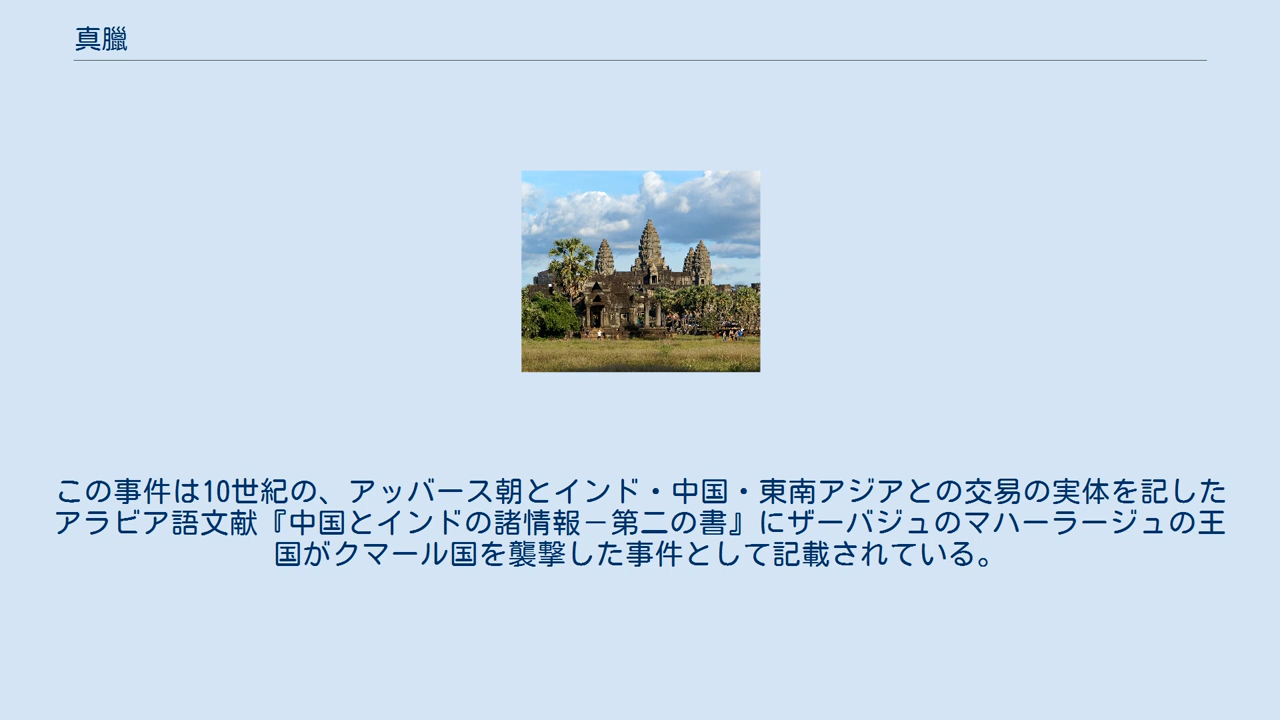 真臘
この事件は10世紀の、アッバース朝とインド・中国・東南アジアとの交易の実体を記した
アラビア語文献『中国とインドの諸情報－第二の書』にザーバジュのマハーラージュの王
国がクマール国を襲撃した事件として記載されている。